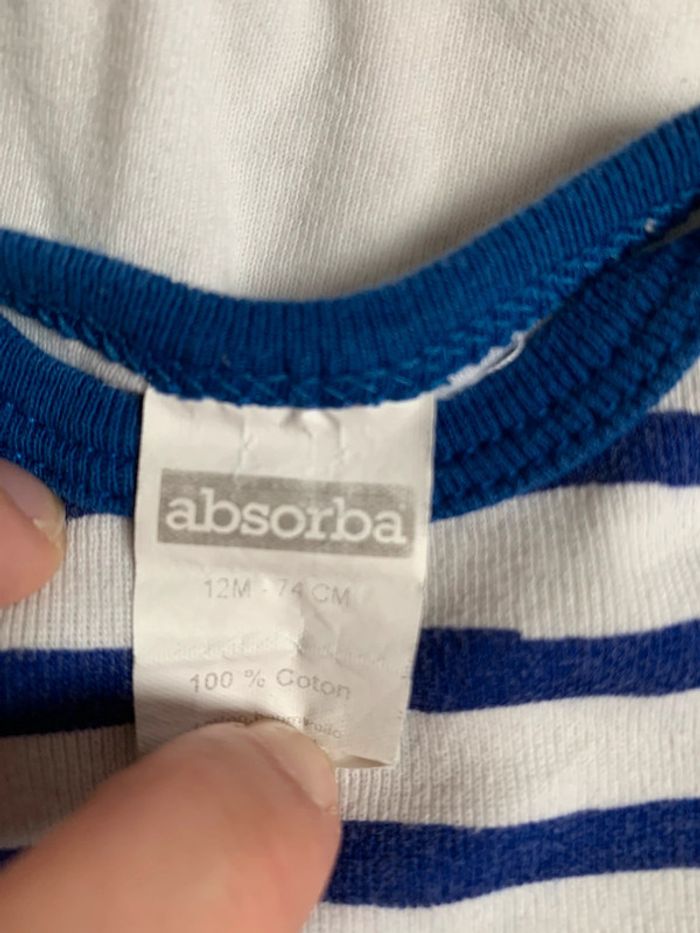 absorba
12M - 74 CM
100 % Coton